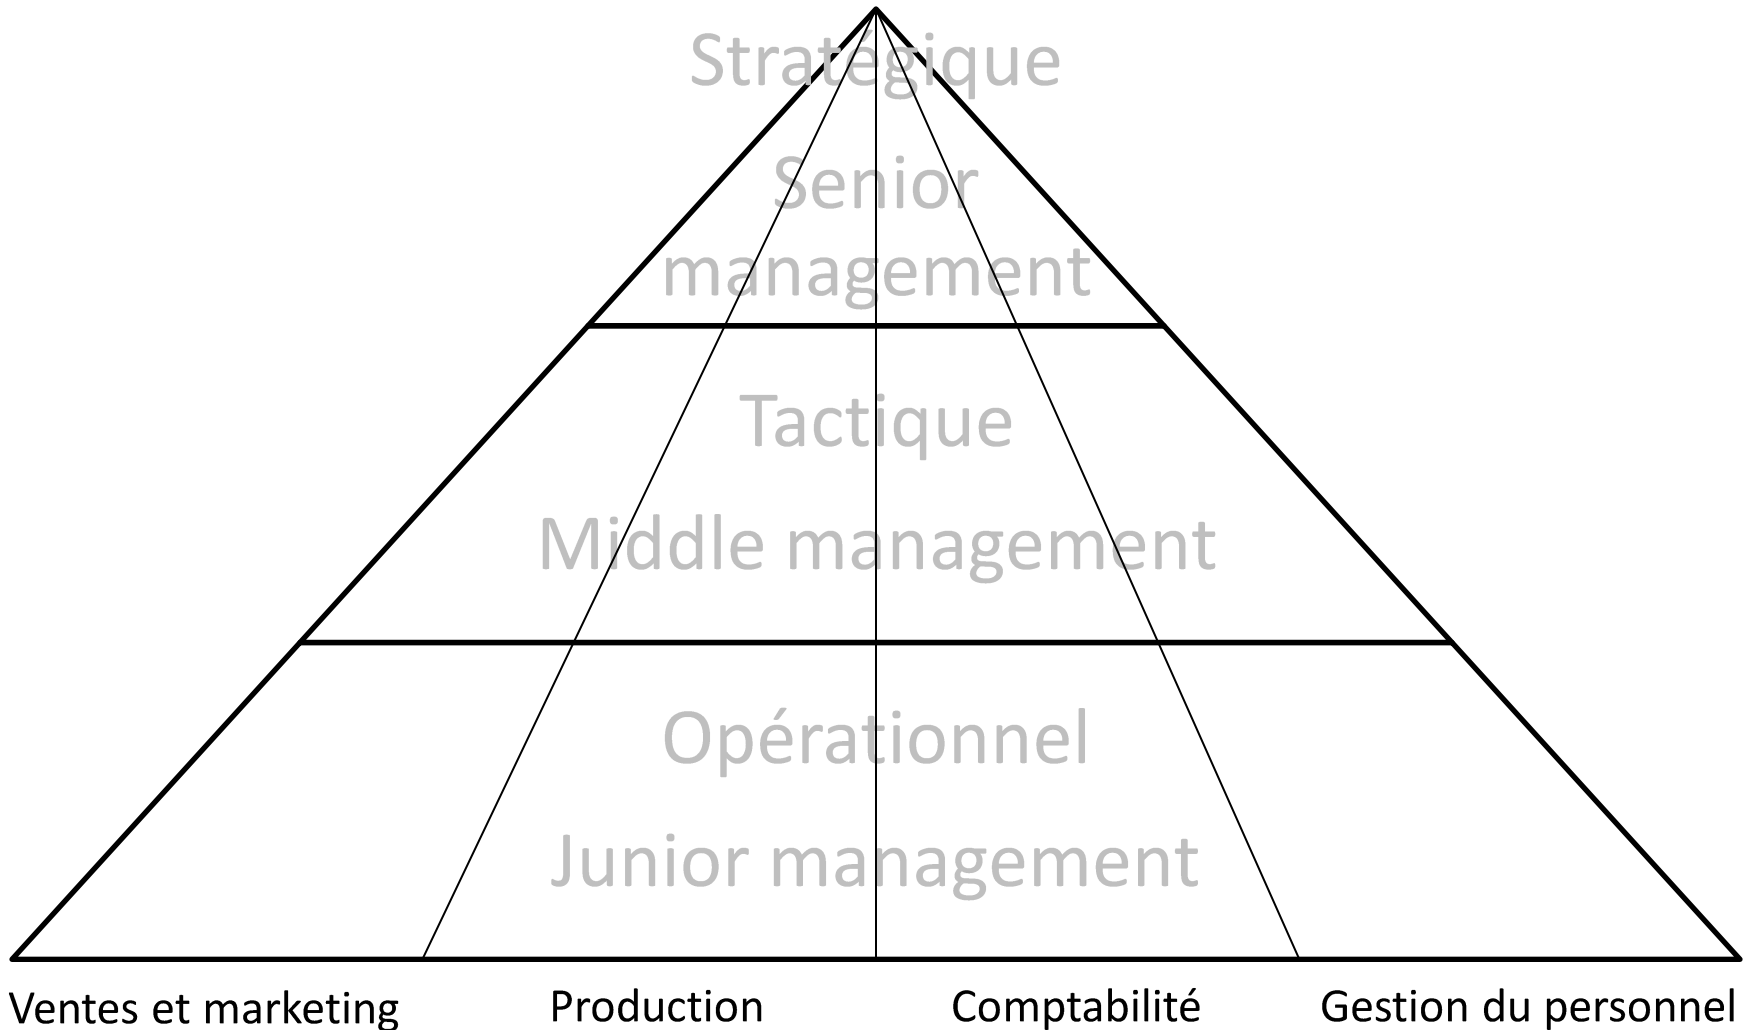 Stratégique
Senior
management
Tactique
Middle management
Opérationnel
Junior management
Ventes et marketing
Production
Comptabilité
Gestion du personnel